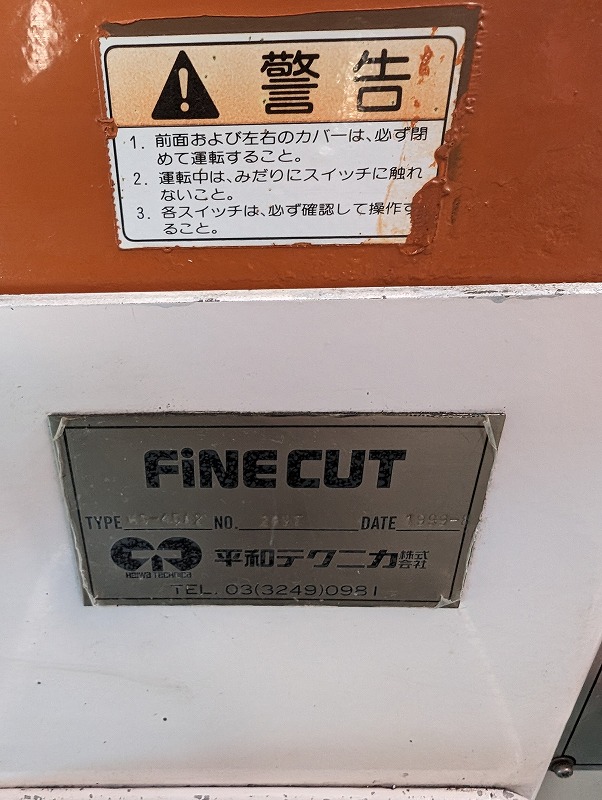 警告
1. 前面および左右のカバーは、必ず閉
めて運転すること。
2. 運転中は、みだりにスイッチに触れ
ないこと。
3. 各スイッチは、必ず確認して操作す
ること。
FiNECUT
TYPE NO. DATE
平和テクニカ株式会社
HEIWA TECHNICA
TEL. 03(3249)0981